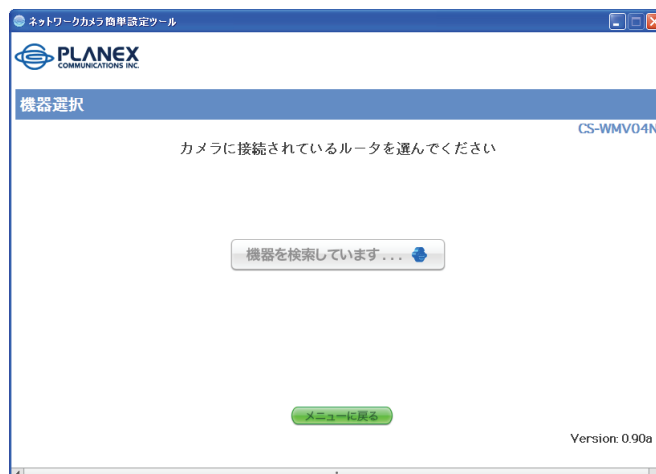 ネットワークカメラ簡単設定ツール
PLANEX
COMMUNICATIONS INC.
機器選択
CS-WMV04N
カメラに接続されているルータを選んでください
機器を検索しています...
メニューに戻る
Version: 0.90a